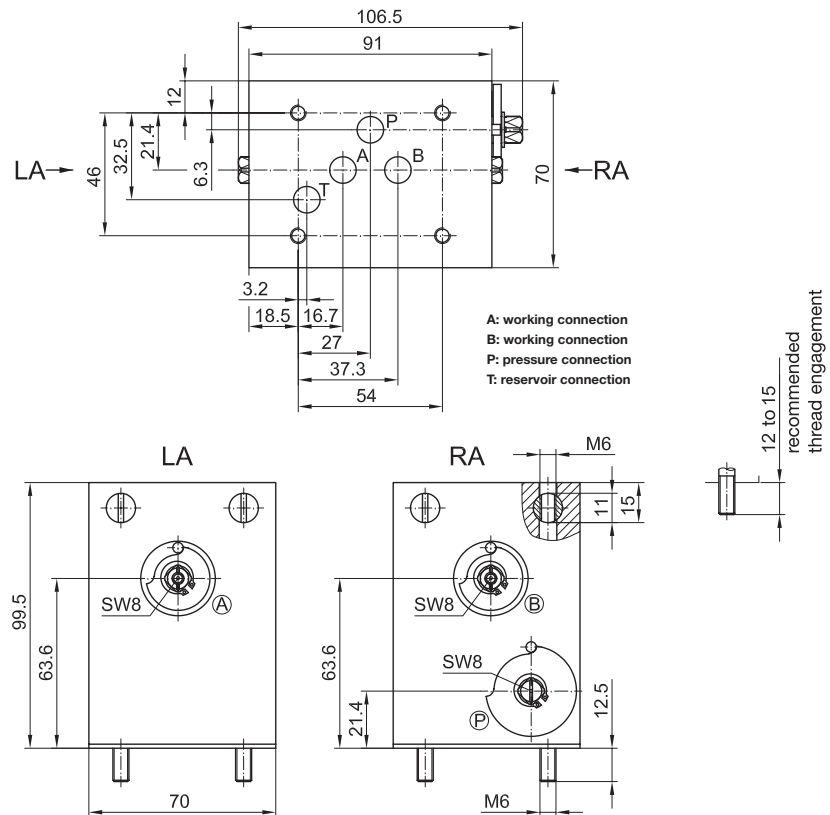 106.5
91
12
46
32.5
21.4
6.3
P
A
B
T
70
LA
RA
3.2
18.5
16.7
27
37.3
54
A: working connection
B: working connection
P: pressure connection
T: reservoir connection
12 to 15
recommended
thread engagement
LA
99.5
63.6
SW8
A
70
RA
M6
11
15
63.6
SW8
B
SW8
21.4
P
12.5
M6